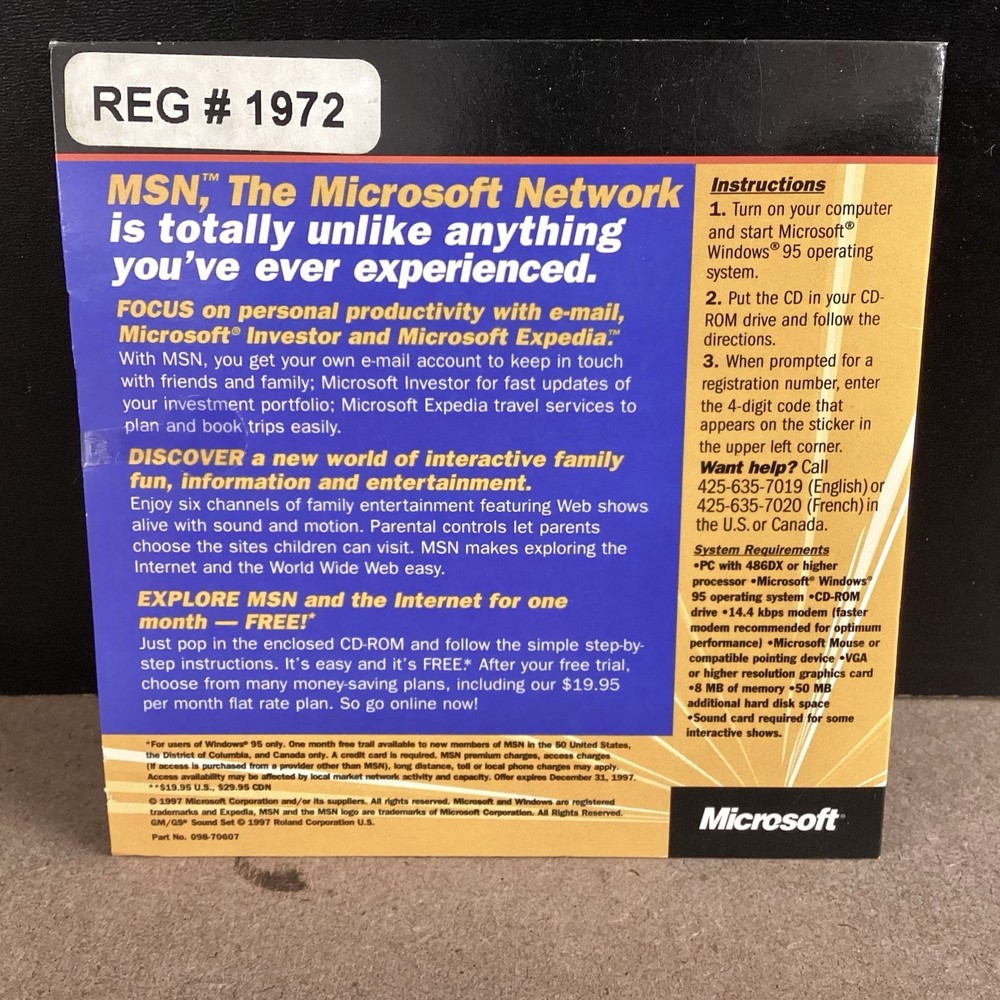 REG # 1972
MSN,™ The Microsoft Network
is totally unlike anything
you've ever experienced.
FOCUS on personal productivity with e-mail,
Microsoft® Investor and Microsoft Expedia.™
With MSN, you get your own e-mail account to keep in touch
with friends and family; Microsoft Investor for fast updates of
your investment portfolio; Microsoft Expedia travel services to
plan and book trips easily.
DISCOVER a new world of interactive family
fun, information and entertainment.
Enjoy six channels of family entertainment featuring Web shows
alive with sound and motion. Parental controls let parents
choose the sites children can visit. MSN makes exploring the
Internet and the World Wide Web easy.
EXPLORE MSN and the Internet for one
month — FREE!*
Just pop in the enclosed CD-ROM and follow the simple step-by-
step instructions. It's easy and it's FREE.* After your free trial,
choose from many money-saving plans, including our $19.95
per month flat rate plan. So go online now!
*For users of Windows® 95 only. One month free trail available to new members of MSN in the 50 United States,
the District of Columbia, and Canada only. A credit card is required. MSN premium charges, access charges
(if access is purchased from a provider other than MSN), long distance, toll or local phone charges may apply.
Access availability may be affected by local market network activity and capacity. Offer expires December 31, 1997.
**$19.95 U.S., $29.95 CDN
© 1997 Microsoft Corporation and/or its suppliers. All rights reserved. Microsoft and Windows are registered
trademarks and Expedia, MSN and the MSN logo are trademarks of Microsoft Corporation. All Rights Reserved.
GM/GS® Sound Set © 1997 Roland Corporation U.S.
Part No. 098-70607
Instructions
1. Turn on your computer
and start Microsoft®
Windows® 95 operating
system.
2. Put the CD in your CD-
ROM drive and follow the
directions.
3. When prompted for a
registration number, enter
the 4-digit code that
appears on the sticker in
the upper left corner.
Want help? Call
425-635-7019 (English) or
425-635-7020 (French) in
the U.S. or Canada.
System Requirements
•PC with 486DX or higher
processor •Microsoft® Windows®
95 operating system •CD-ROM
drive •14.4 kbps modem (faster
modem recommended for optimum
performance) •Microsoft Mouse or
compatible pointing device •VGA
or higher resolution graphics card
•8 MB of memory •50 MB
additional hard disk space
•Sound card required for some
interactive shows.
Microsoft®